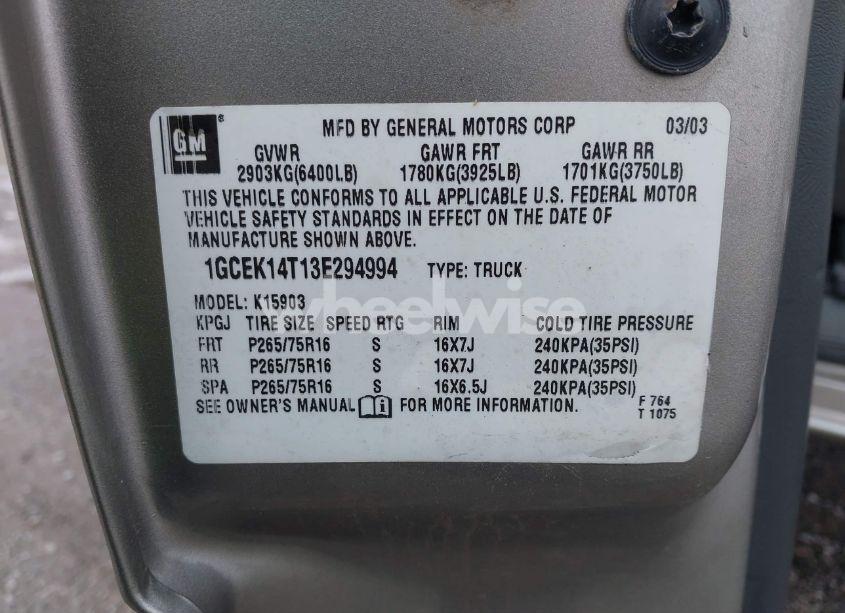 GM ® MFD BY GENERAL MOTORS CORP 03/03
GVWR GAWR FRT GAWR RR
2903KG(6400LB) 1780KG(3925LB) 1701KG(3750LB)
THIS VEHICLE CONFORMS TO ALL APPLICABLE U.S. FEDERAL MOTOR
VEHICLE SAFETY STANDARDS IN EFFECT ON THE DATE OF
MANUFACTURE SHOWN ABOVE.
1GCEK14T13E294994 TYPE: TRUCK
MODEL: K15903
wheelwise
KPGJ TIRE SIZE SPEED RTG RIM COLD TIRE PRESSURE
FRT P265/75R16 S 16X7J 240KPA(35PSI)
RR P265/75R16 S 16X7J 240KPA(35PSI)
SPA P265/75R16 S 16X6.5J 240KPA(35PSI)
SEE OWNER'S MANUAL FOR MORE INFORMATION.
F 764
T 1075